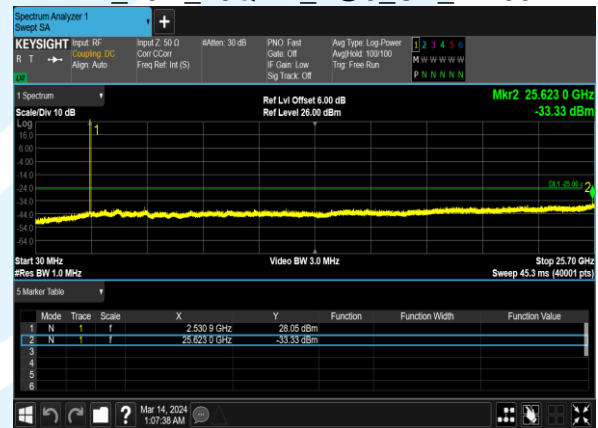 Spectrum Analyzer 1
Swept SA
+
KEYSIGHT
R T
Input: RF
Coupling: DC
Align: Auto
Input Z: 50 Ω
Corr CCorr
Freq Ref: Int (S)
#Atten: 30 dB
PNO: Fast
Gate: Off
IF Gain: Low
Sig Track: Off
Avg Type: Log-Power
Avg|Hold: 100/100
Trig: Free Run
1 2 3 4 5 6
M W W W W W
P N N N N N
1 Spectrum
Scale/Div 10 dB
Ref Lvl Offset 6.00 dB
Ref Level 26.00 dBm
Mkr2 25.623 0 GHz
-33.33 dBm
Log
16.0
6.00
-4.00
-14.0
-24.0
-34.0
-44.0
-54.0
-64.0
1
2
Start 30 MHz
#Res BW 1.0 MHz
Video BW 3.0 MHz
Stop 25.70 GHz
Sweep 45.3 ms (40001 pts)
5 Marker Table
Mode Trace Scale X Y Function Function Width Function Value
1 N 1 f 2.530 9 GHz 28.05 dBm
2 N 1 f 25.623 0 GHz -33.33 dBm
3
4
5
6
?
Mar 14, 2024
1:07:38 AM